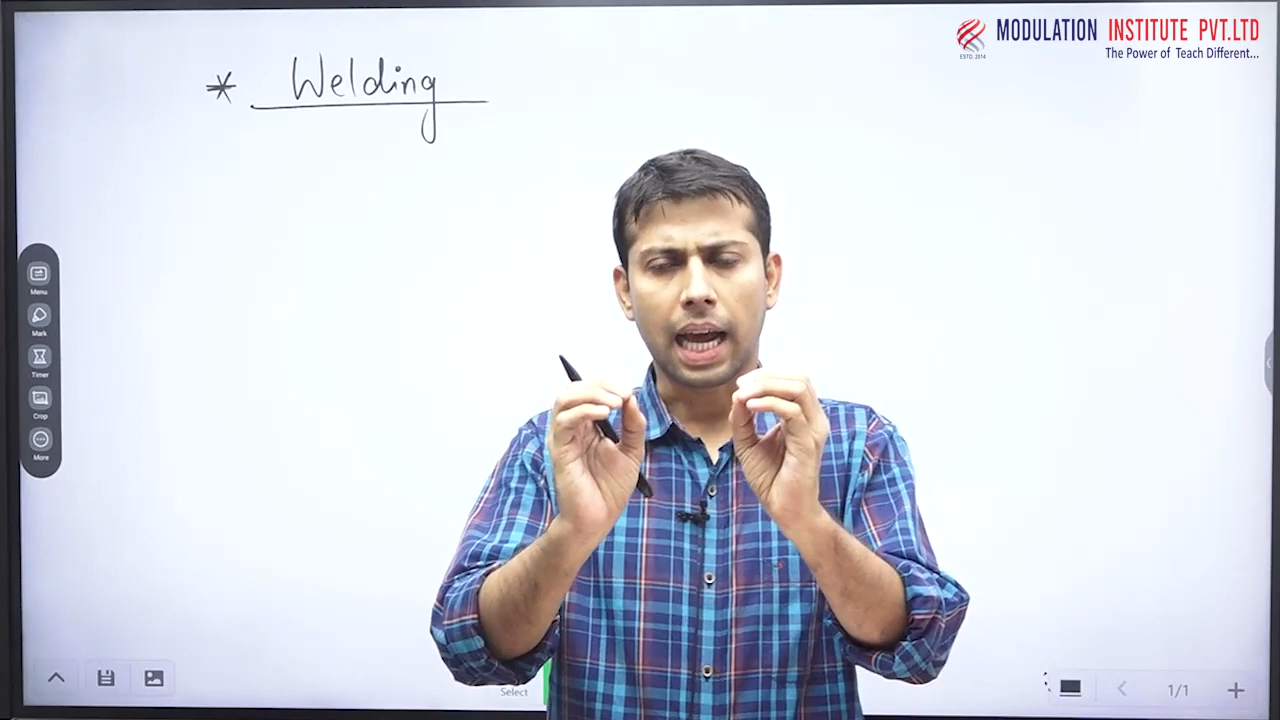 MODULATION INSTITUTE PVT.LTD
ESTD. 2014
The Power of Teach Different...
* Welding
Menu
Mark
Timer
Crop
More
Select
1/1